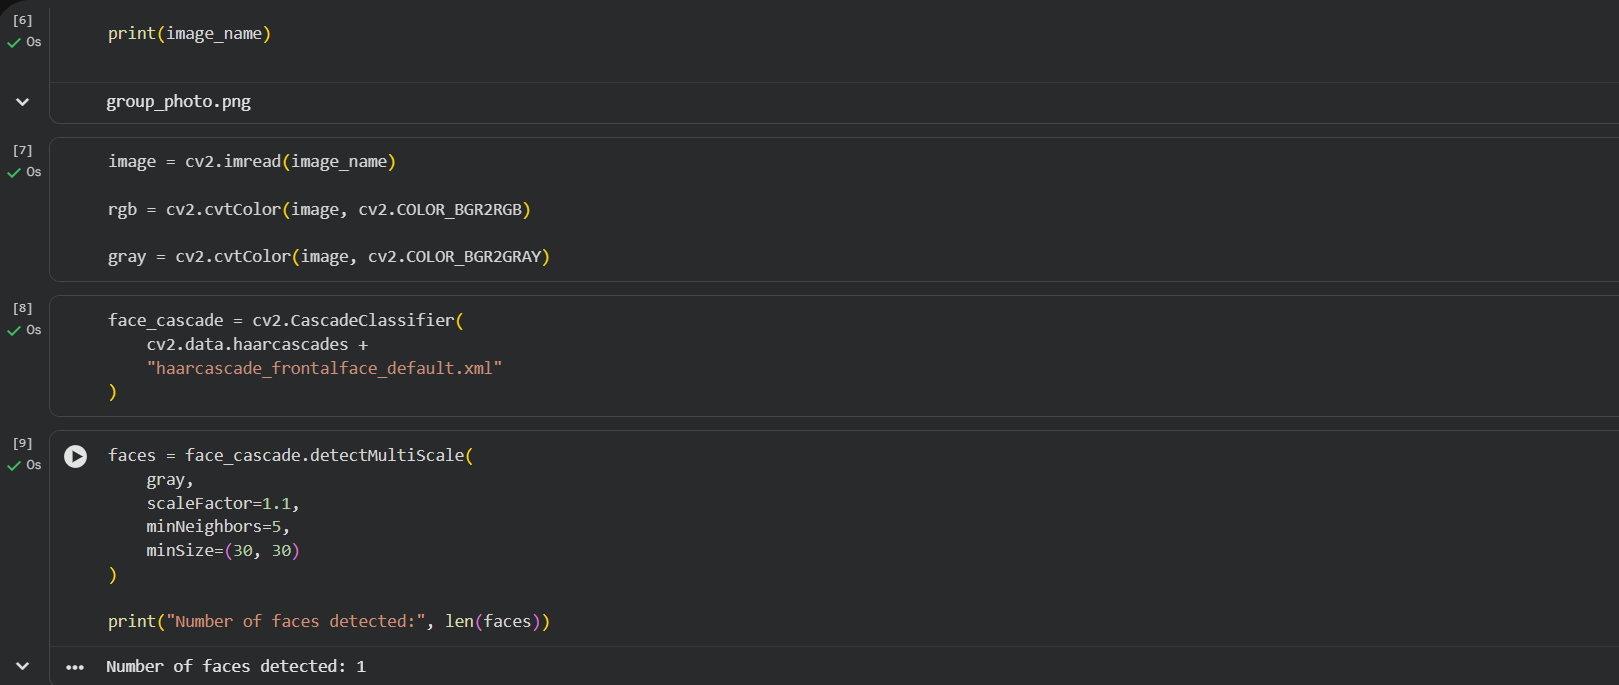 [6]
0s
print(image_name)
group_photo.png
[7]
0s
image = cv2.imread(image_name)
rgb = cv2.cvtColor(image, cv2.COLOR_BGR2RGB)
gray = cv2.cvtColor(image, cv2.COLOR_BGR2GRAY)
[8]
0s
face_cascade = cv2.CascadeClassifier(
    cv2.data.haarcascades +
    "haarcascade_frontalface_default.xml"
)
[9]
0s
faces = face_cascade.detectMultiScale(
    gray,
    scaleFactor=1.1,
    minNeighbors=5,
    minSize=(30, 30)
)
print("Number of faces detected:", len(faces))
Number of faces detected: 1